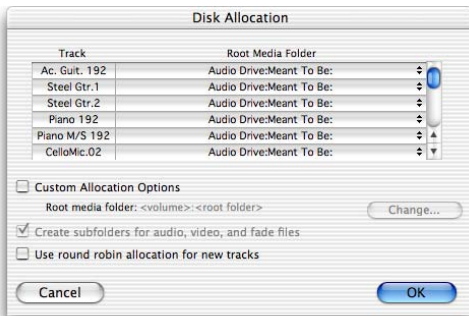 Disk Allocation
Track Root Media Folder
Ac. Guit. 192 Audio Drive:Meant To Be:
Steel Gtr.1 Audio Drive:Meant To Be:
Steel Gtr.2 Audio Drive:Meant To Be:
Piano 192 Audio Drive:Meant To Be:
Piano M/S 192 Audio Drive:Meant To Be:
CelloMic.02 Audio Drive:Meant To Be:
Custom Allocation Options
Root media folder: <volume>:<root folder> Change...
Create subfolders for audio, video, and fade files
Use round robin allocation for new tracks
Cancel OK